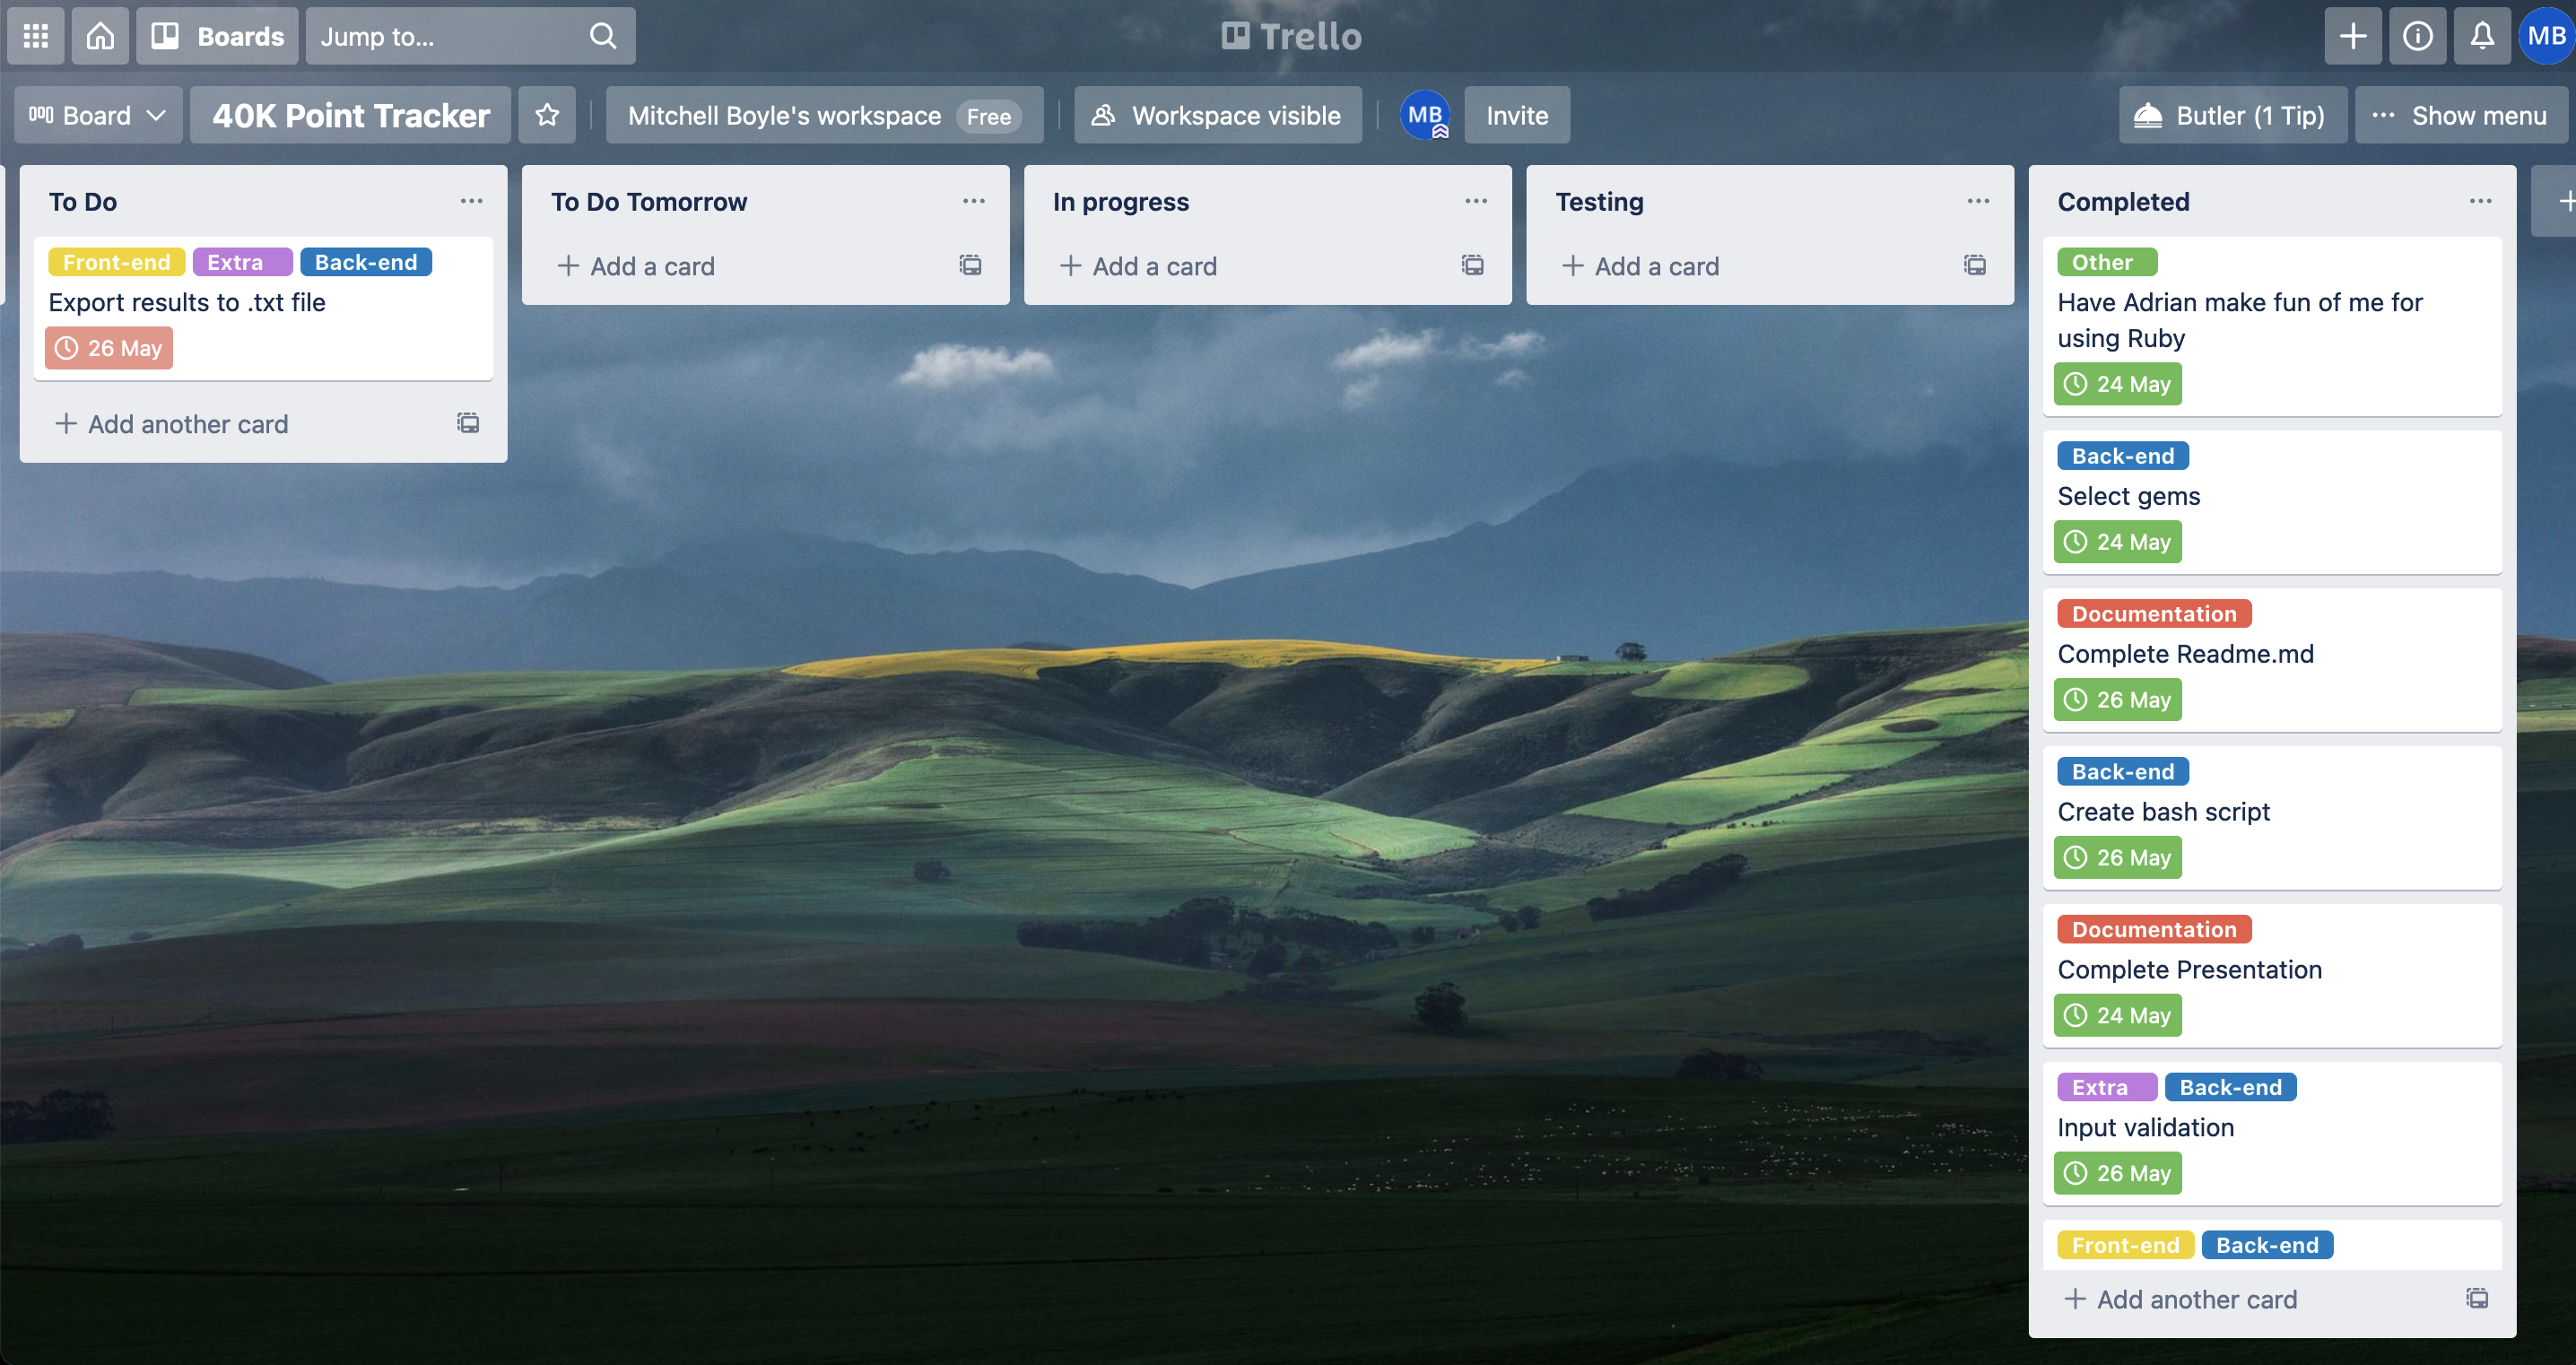 Boards
Jump to...
Trello
MB
Board
40K Point Tracker
Mitchell Boyle's workspace Free
Workspace visible
MB
Invite
Butler (1 Tip)
... Show menu
To Do
Front-end Extra Back-end
Export results to .txt file
26 May
+ Add another card
To Do Tomorrow
+ Add a card
In progress
+ Add a card
Testing
+ Add a card
Completed
Other
Have Adrian make fun of me for
using Ruby
24 May
Back-end
Select gems
24 May
Documentation
Complete Readme.md
26 May
Back-end
Create bash script
26 May
Documentation
Complete Presentation
24 May
Extra Back-end
Input validation
26 May
Front-end Back-end
+ Add another card